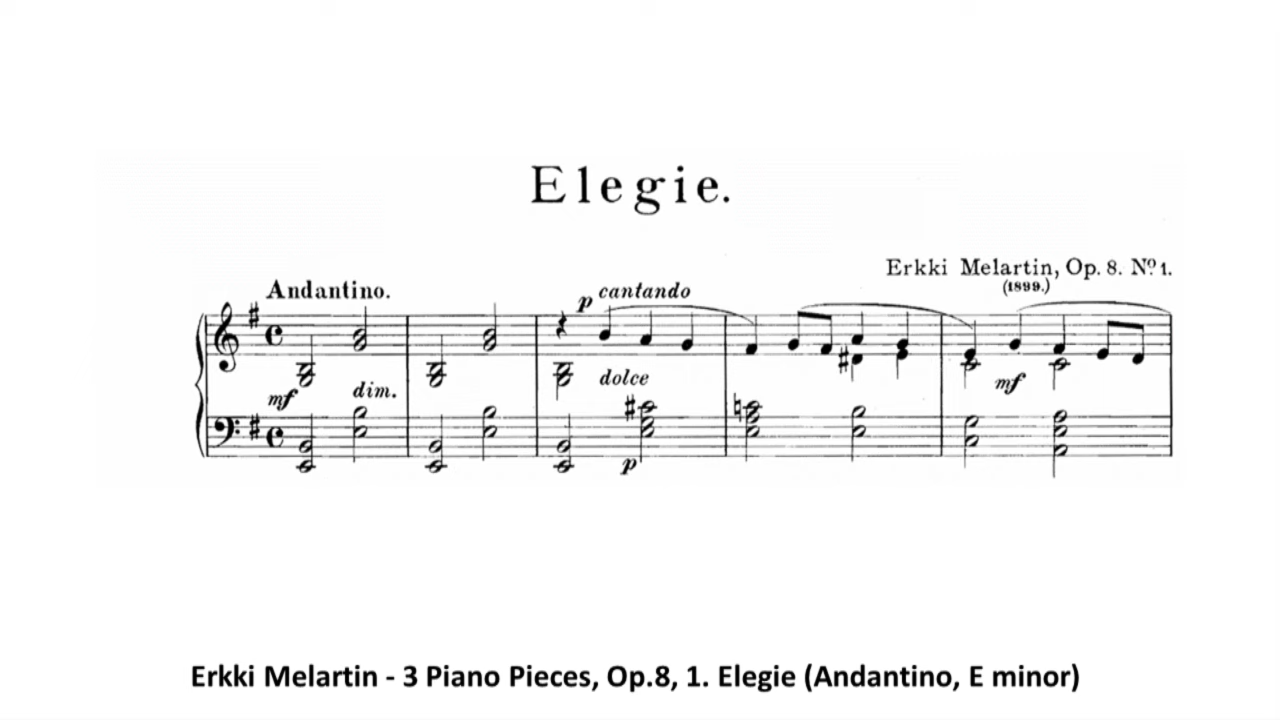 Elegie.
Erkki Melartin, Op. 8. Nº 1.
(1899.)
Andantino.
p cantando
mf dim. dolce mf
p
Erkki Melartin - 3 Piano Pieces, Op.8, 1. Elegie (Andantino, E minor)